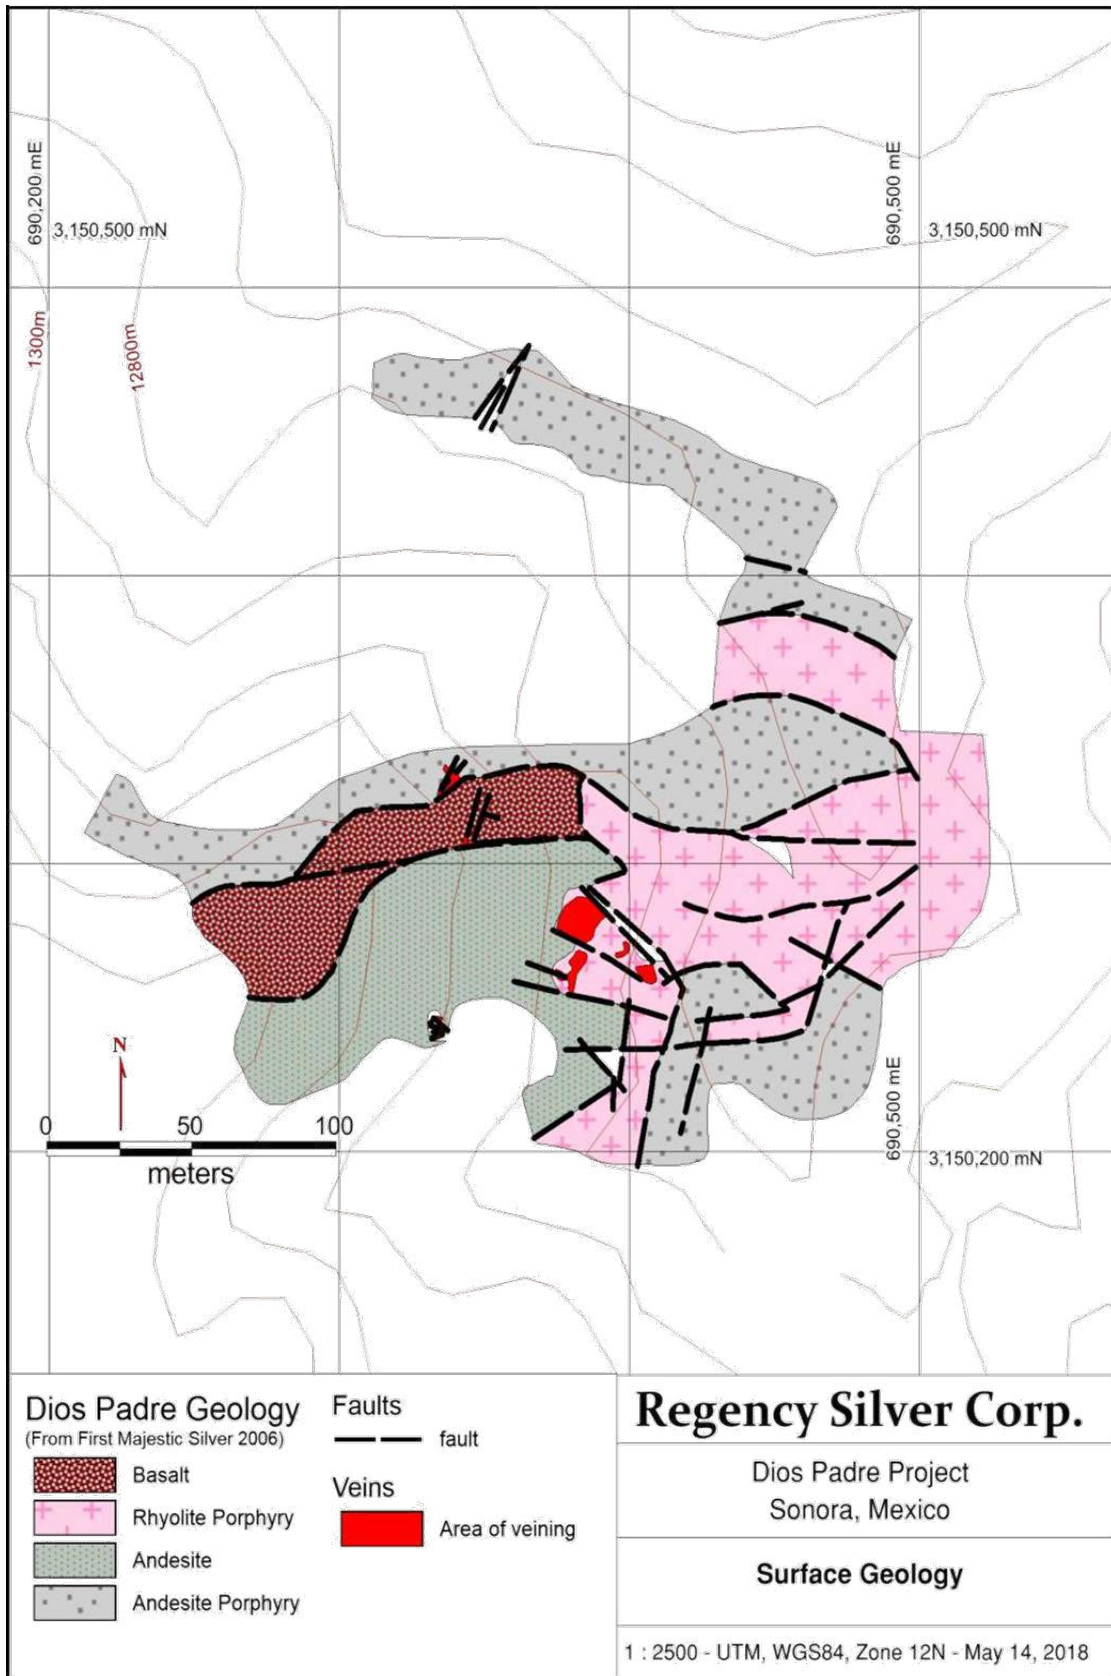 690,200 mE
3,150,500 mN
690,500 mE
3,150,500 mN
1300m
12800m
N
0 50 100
meters
690,500 mE
3,150,200 mN
Dios Padre Geology
(From First Majestic Silver 2006)
Basalt
Rhyolite Porphyry
Andesite
Andesite Porphyry
Faults
fault
Veins
Area of veining
Regency Silver Corp.
Dios Padre Project
Sonora, Mexico
Surface Geology
1 : 2500 - UTM, WGS84, Zone 12N - May 14, 2018